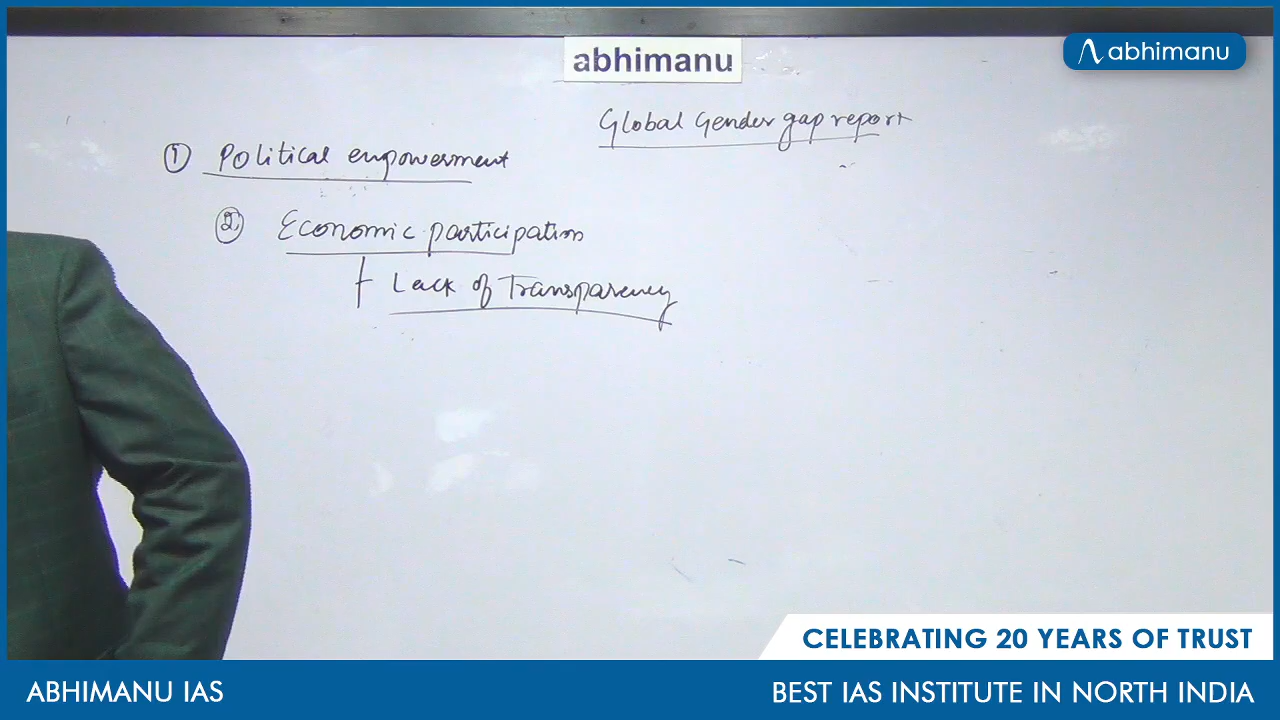 abhimanu
abhimanu
Global Gender gap report
① Political empowerment
② Economic participation
Lack of Transparency
CELEBRATING 20 YEARS OF TRUST
ABHIMANU IAS
BEST IAS INSTITUTE IN NORTH INDIA